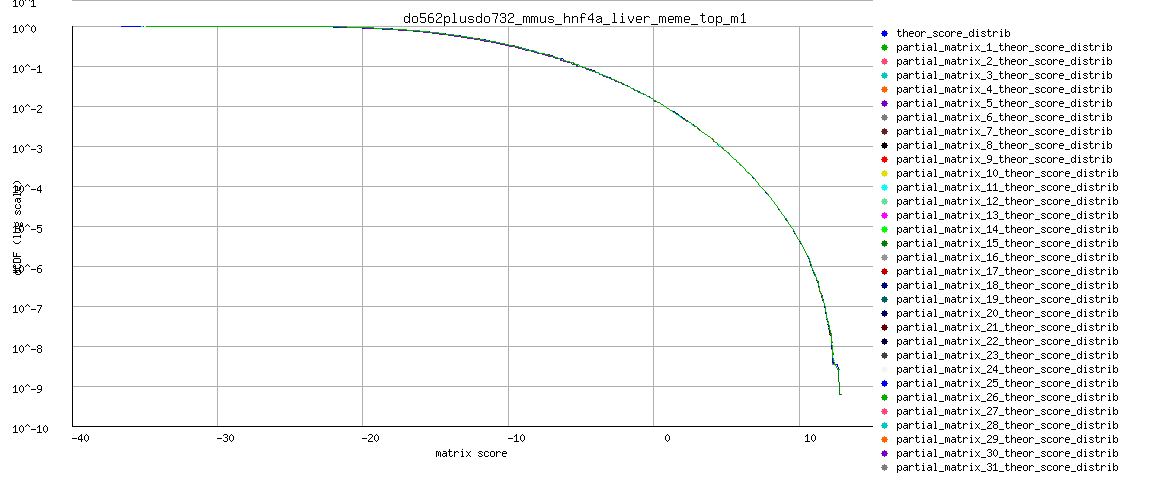 10^1
do562plusdo732_mmus_hnf4a_liver_meme_top_m1
10^0
10^-1
10^-2
10^-3
10^-4
10^-5
10^-6
10^-7
10^-8
10^-9
10^-10
(log scale)
-40
-30
-20
-10
0
10
matrix score
theor_score_distrib
partial_matrix_1_theor_score_distrib
partial_matrix_2_theor_score_distrib
partial_matrix_3_theor_score_distrib
partial_matrix_4_theor_score_distrib
partial_matrix_5_theor_score_distrib
partial_matrix_6_theor_score_distrib
partial_matrix_7_theor_score_distrib
partial_matrix_8_theor_score_distrib
partial_matrix_9_theor_score_distrib
partial_matrix_10_theor_score_distrib
partial_matrix_11_theor_score_distrib
partial_matrix_12_theor_score_distrib
partial_matrix_13_theor_score_distrib
partial_matrix_14_theor_score_distrib
partial_matrix_15_theor_score_distrib
partial_matrix_16_theor_score_distrib
partial_matrix_17_theor_score_distrib
partial_matrix_18_theor_score_distrib
partial_matrix_19_theor_score_distrib
partial_matrix_20_theor_score_distrib
partial_matrix_21_theor_score_distrib
partial_matrix_22_theor_score_distrib
partial_matrix_23_theor_score_distrib
partial_matrix_24_theor_score_distrib
partial_matrix_25_theor_score_distrib
partial_matrix_26_theor_score_distrib
partial_matrix_27_theor_score_distrib
partial_matrix_28_theor_score_distrib
partial_matrix_29_theor_score_distrib
partial_matrix_30_theor_score_distrib
partial_matrix_31_theor_score_distrib